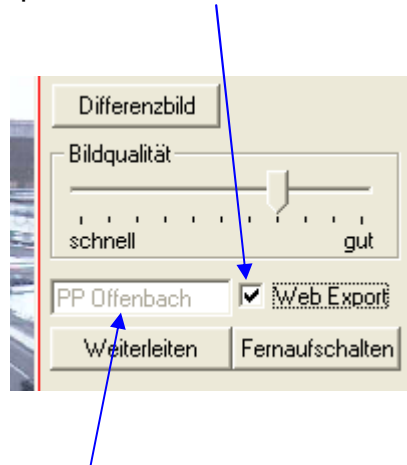 Differenzbild
Bildqualität
schnell gut
PP Offenbach Web Export
Weiterleiten Fernaufschalten